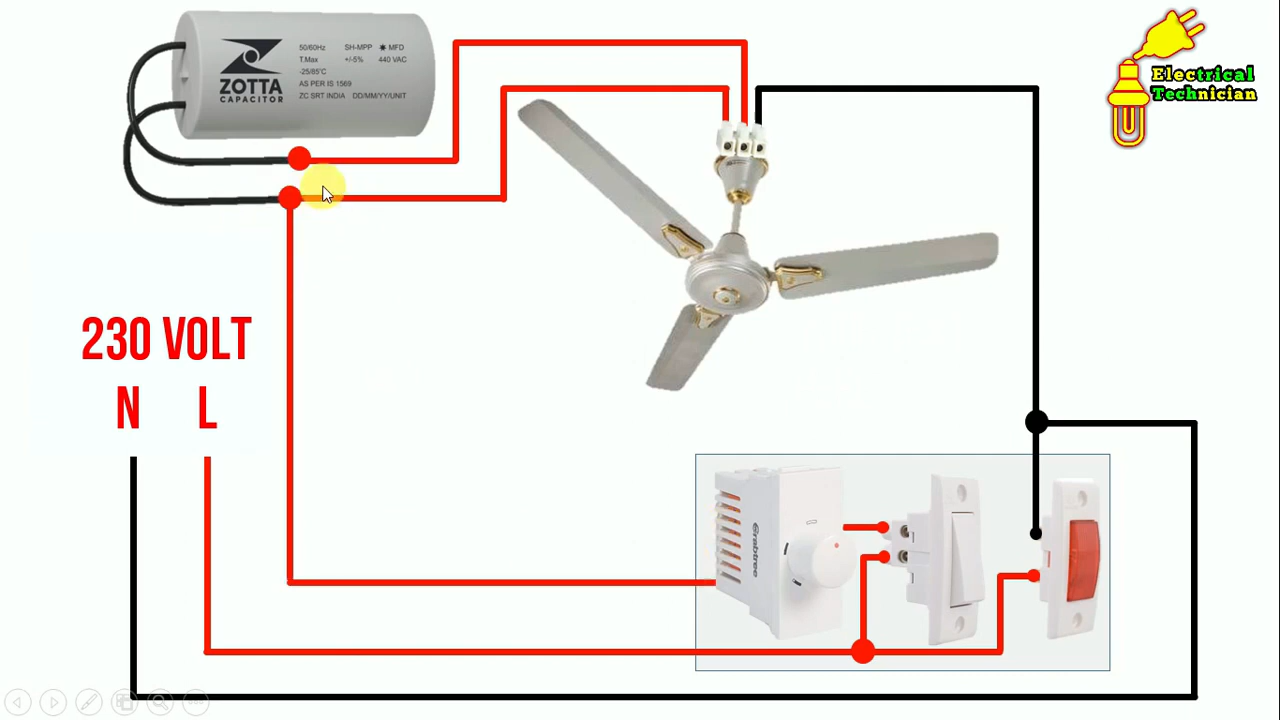 ZOTTA
CAPACITOR
50/60Hz SH-MPP ✷ MFD
T.Max +/-5% 440 VAC
-25/85°C
AS PER IS 1569
ZC SRT INDIA DD/MM/YY/UNIT
Electrical
Technician
230 VOLT
N L
Crabtree